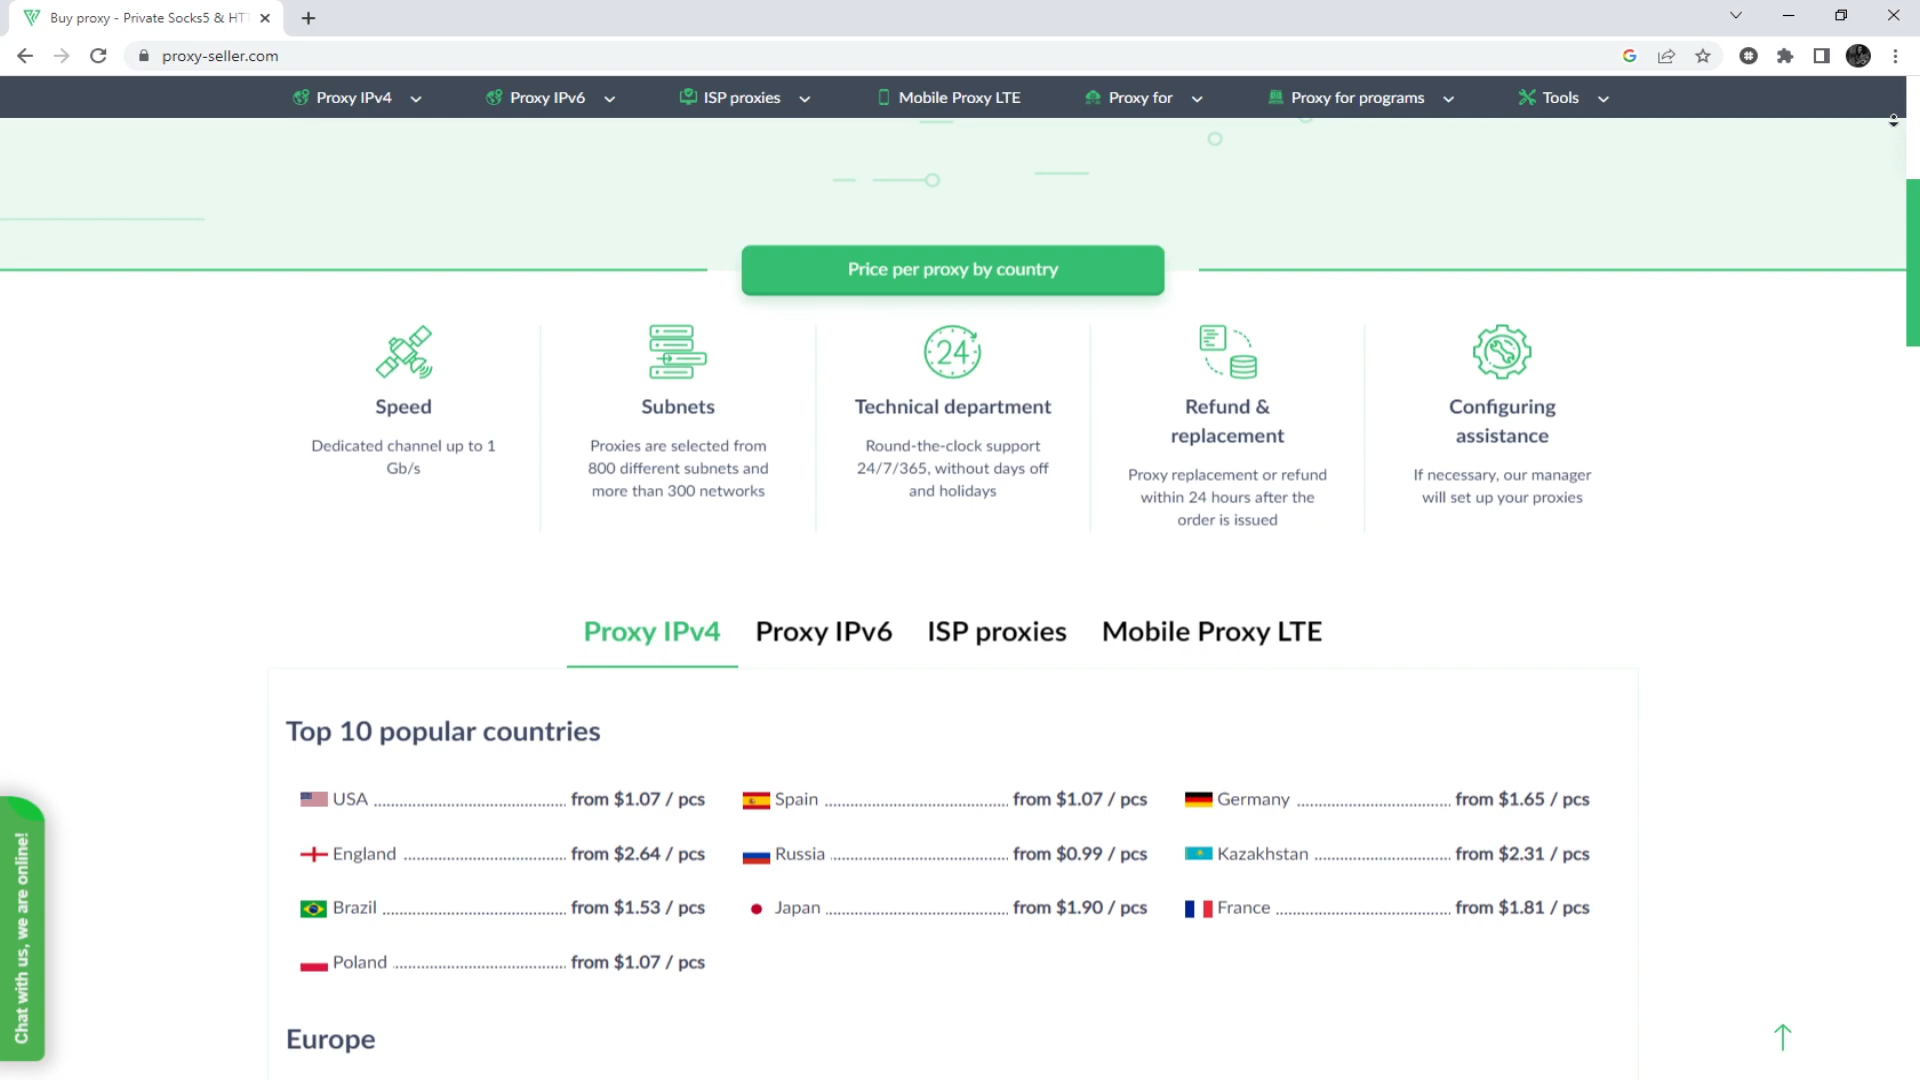 Buy proxy - Private Socks5 & HT
proxy-seller.com
Proxy IPv4
Proxy IPv6
ISP proxies
Mobile Proxy LTE
Proxy for
Proxy for programs
Tools
Price per proxy by country
24
Speed
Dedicated channel up to 1
Gb/s
Subnets
Proxies are selected from
800 different subnets and
more than 300 networks
Technical department
Round-the-clock support
24/7/365, without days off
and holidays
Refund &
replacement
Proxy replacement or refund
within 24 hours after the
order is issued
Configuring
assistance
If necessary, our manager
will set up your proxies
Proxy IPv4
Proxy IPv6
ISP proxies
Mobile Proxy LTE
Top 10 popular countries
USA from $1.07 / pcs
Spain from $1.07 / pcs
Germany from $1.65 / pcs
England from $2.64 / pcs
Russia from $0.99 / pcs
Kazakhstan from $2.31 / pcs
Brazil from $1.53 / pcs
Japan from $1.90 / pcs
France from $1.81 / pcs
Poland from $1.07 / pcs
Europe
Chat with us, we are online!